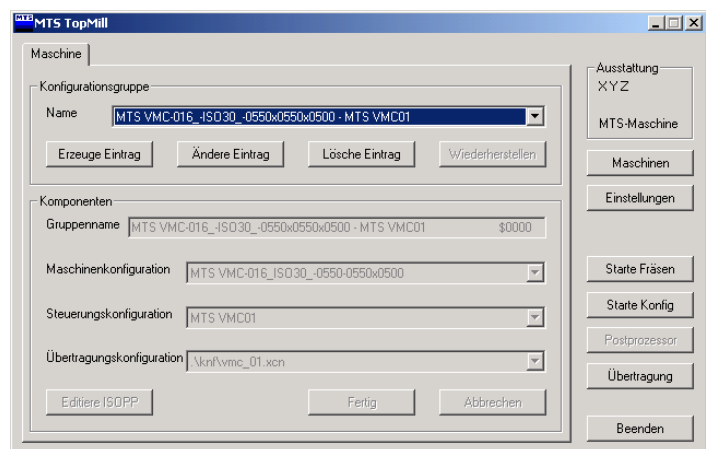 MTS MTS TopMill
Maschine
Konfigurationsgruppe
Name MTS VMC-016_-ISO30_-0550x0550x0500 - MTS VMC01
Erzeuge Eintrag Ändere Eintrag Lösche Eintrag Wiederherstellen
Komponenten
Gruppenname MTS VMC-016_-ISO30_-0550x0550x0500 - MTS VMC01 $0000
Maschinenkonfiguration MTS VMC-016_ISO30_-0550-0550x0500
Steuerungskonfiguration MTS VMC01
Übertragungskonfiguration .\knf\vmc_01.xcn
Editiere ISOPP Fertig Abbrechen
Ausstattung
XYZ
MTS-Maschine
Maschinen
Einstellungen
Starte Fräsen
Starte Konfig
Postprozessor
Übertragung
Beenden